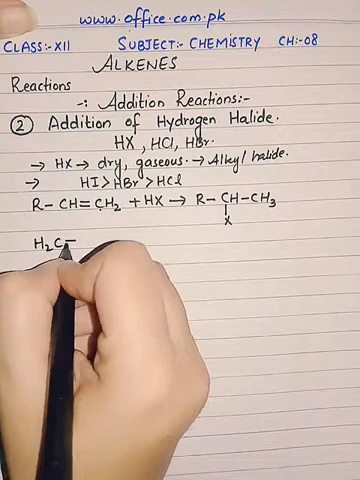 www.office.com.pk
CLASS:-XII SUBJECT:- CHEMISTRY CH:-08
ALKENES
Reactions
-: Addition Reactions:-
② Addition of Hydrogen Halide.
HX, HCl, HBr.
→ HX → dry, gaseous. → Alkyl halide.
→ HI > HBr > HCl
R-CH=CH₂ + HX → R-CH-CH₃
|
X
H₂C-